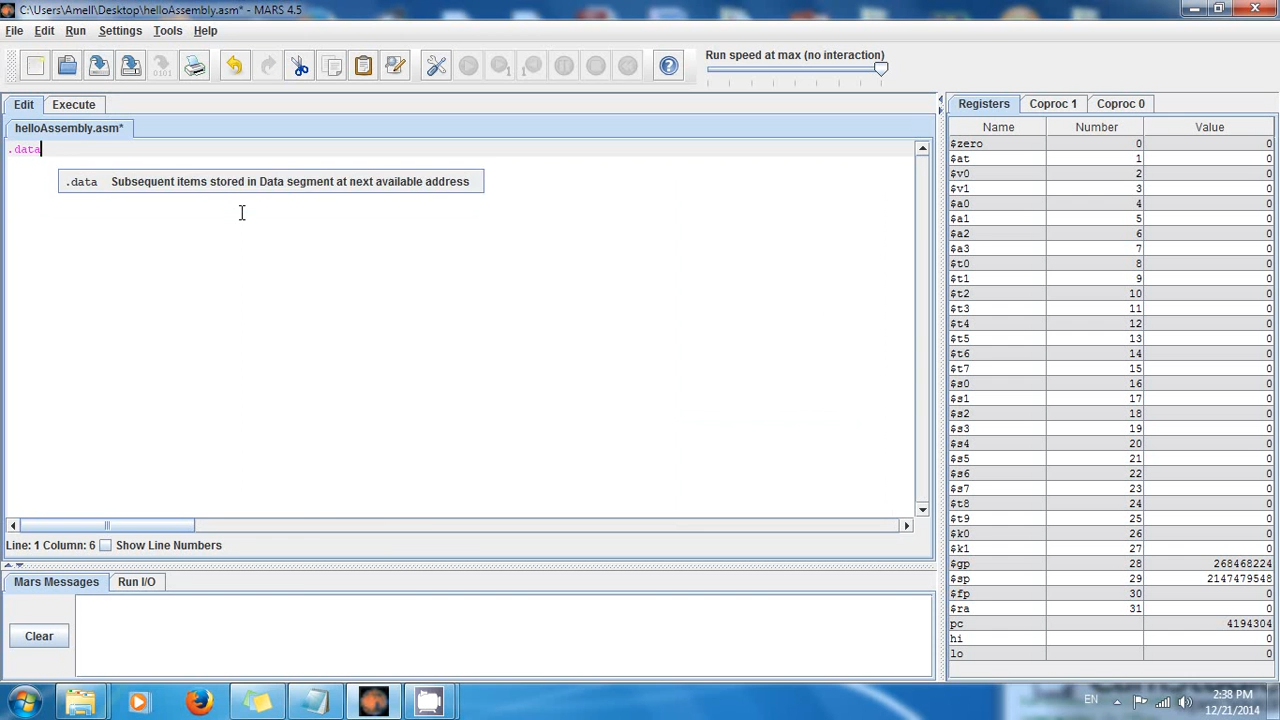 C:\Users\Amell\Desktop\helloAssembly.asm* - MARS 4.5
File Edit Run Settings Tools Help
Run speed at max (no interaction)
Edit Execute
helloAssembly.asm*
.data
.data Subsequent items stored in Data segment at next available address
Line: 1 Column: 6 Show Line Numbers
Mars Messages Run I/O
Clear
Registers Coproc 1 Coproc 0
Name Number Value
$zero 0 0
$at 1 0
$v0 2 0
$v1 3 0
$a0 4 0
$a1 5 0
$a2 6 0
$a3 7 0
$t0 8 0
$t1 9 0
$t2 10 0
$t3 11 0
$t4 12 0
$t5 13 0
$t6 14 0
$t7 15 0
$s0 16 0
$s1 17 0
$s2 18 0
$s3 19 0
$s4 20 0
$s5 21 0
$s6 22 0
$s7 23 0
$t8 24 0
$t9 25 0
$k0 26 0
$k1 27 0
$gp 28 268468224
$sp 29 2147479548
$fp 30 0
$ra 31 0
pc 4194304
hi 0
lo 0
EN
2:38 PM
12/21/2014